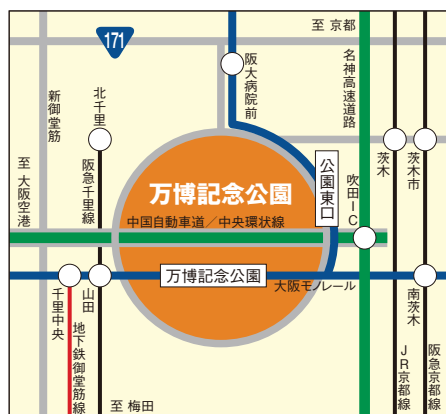 至 京都
171
名神高速道路
阪大病院前
北千里
新御堂筋
阪急千里線
茨木
茨木市
至 大阪空港
万博記念公園
公園東口
吹田IC
中国自動車道／中央環状線
万博記念公園
大阪モノレール
千里中央
山田
南茨木
地下鉄御堂筋線
至 梅田
JR京都線
阪急京都線